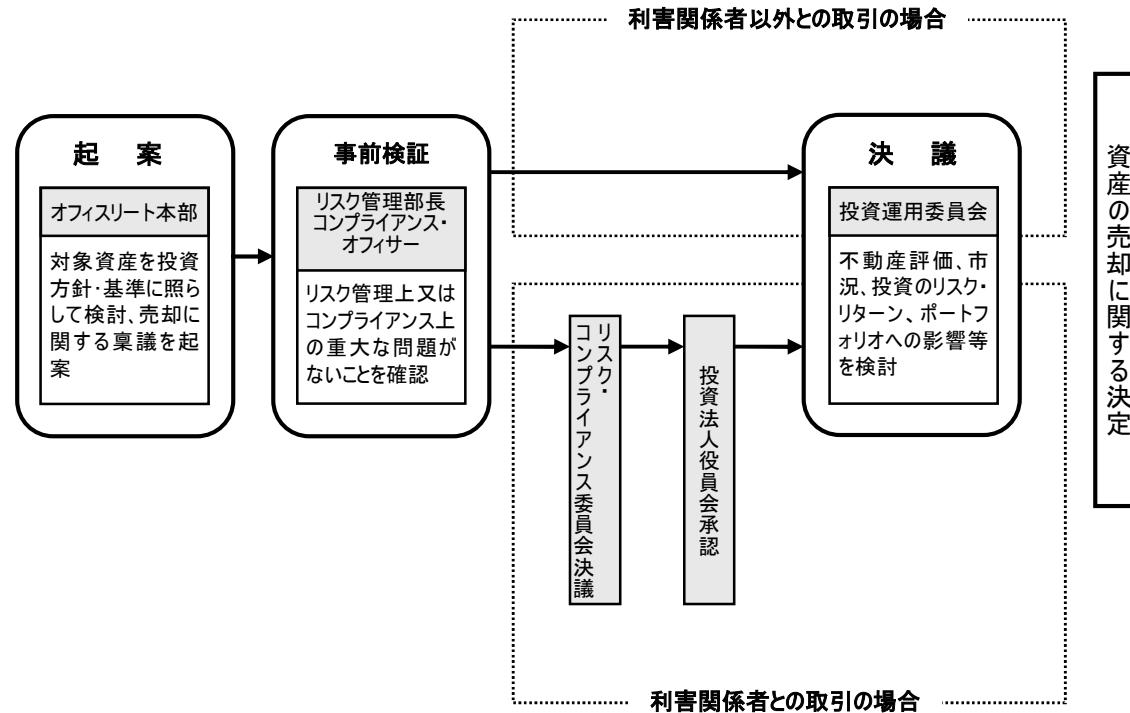 利害関係者以外との取引の場合
起 案
オフィスリート本部
対象資産を投資
方針・基準に照ら
して検討、売却に
関する稟議を起
案
事前検証
リスク管理部長
コンプライアンス・
オフィサー
リスク管理上又は
コンプライアンス上
の重大な問題が
ないことを確認
リスク・
コンプライアンス委員会決議
投資法人役員会承認
決 議
投資運用委員会
不動産評価、市
況、投資のリスク・
リターン、ポートフ
ォリオへの影響等
を検討
資産の売却に関する決定
利害関係者との取引の場合